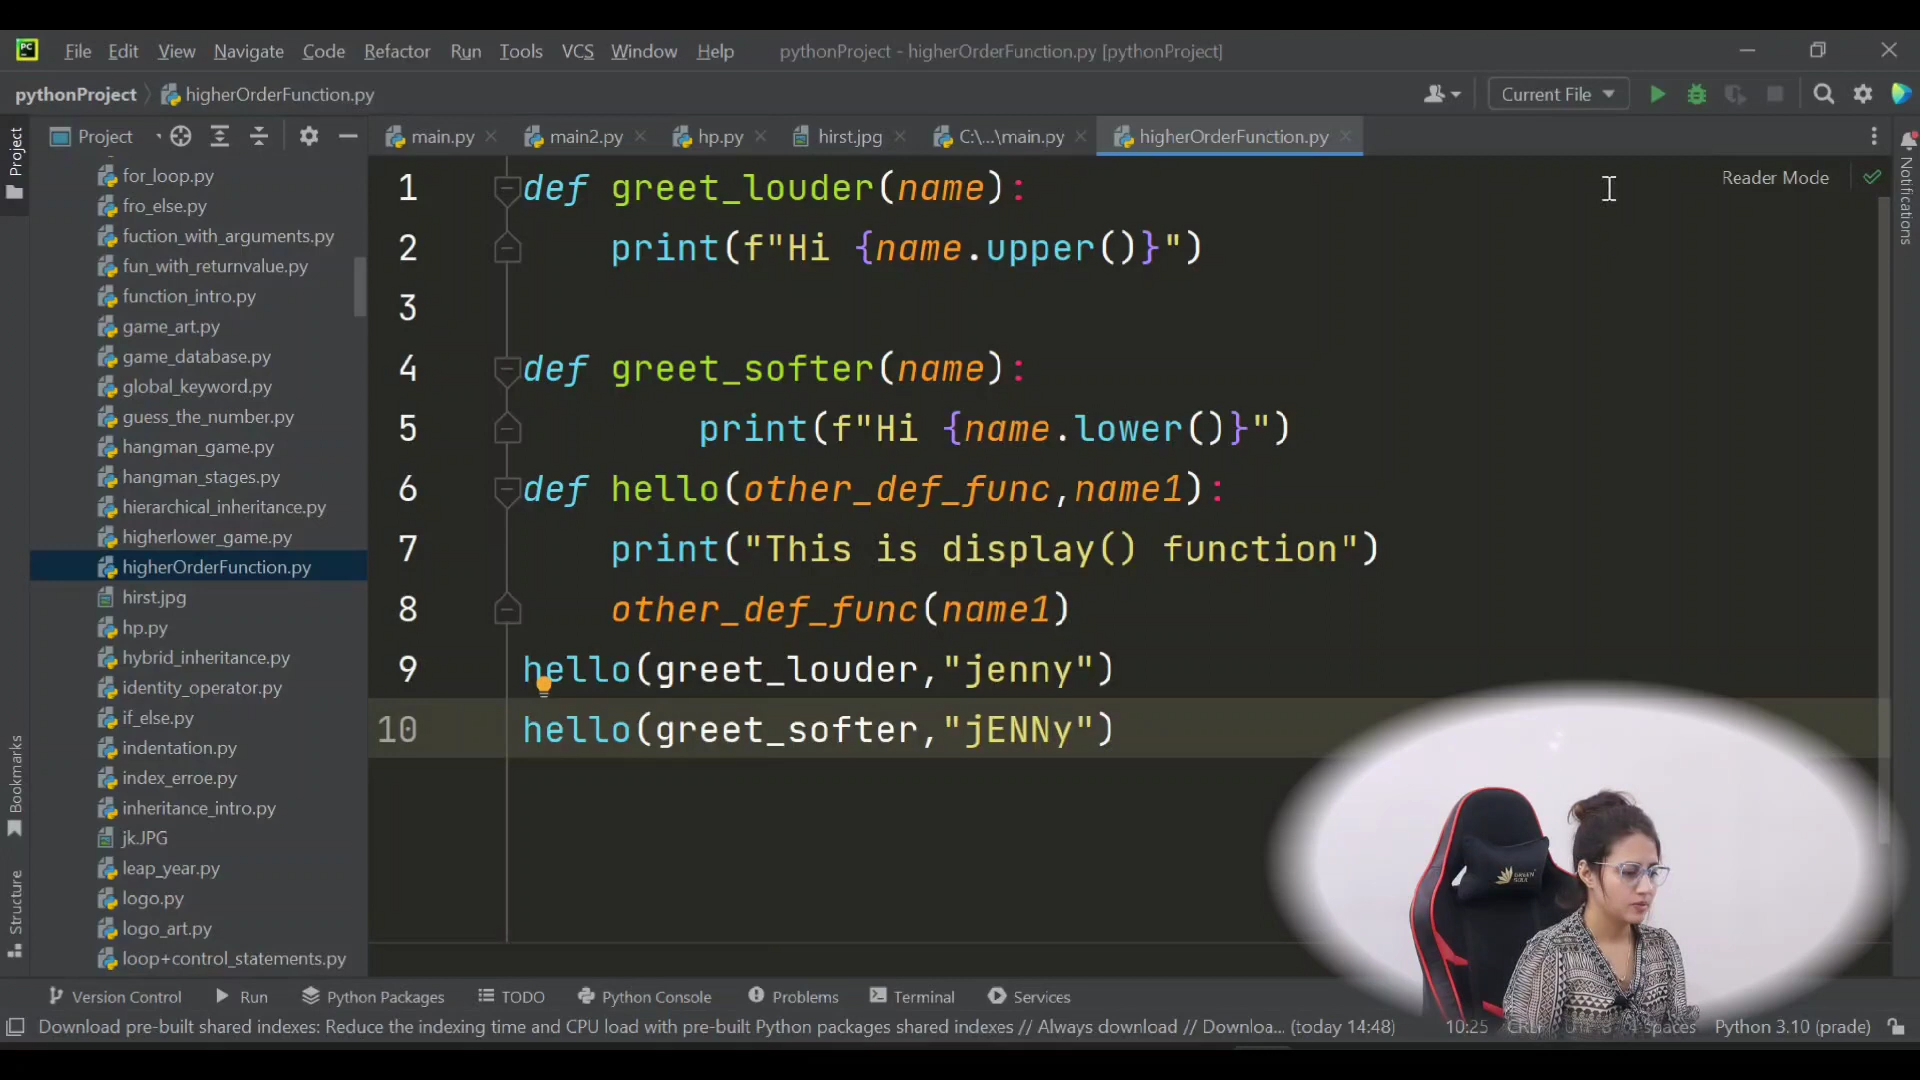 PC File Edit View Navigate Code Refactor Run Tools VCS Window Help pythonProject - higherOrderFunction.py [pythonProject]
pythonProject higherOrderFunction.py Current File
Project
Project main.py main2.py hp.py hirst.jpg C:\...\main.py higherOrderFunction.py
Reader Mode
Notifications
for_loop.py
fro_else.py
fuction_with_arguments.py
fun_with_returnvalue.py
function_intro.py
game_art.py
game_database.py
global_keyword.py
guess_the_number.py
hangman_game.py
hangman_stages.py
hierarchical_inheritance.py
higherlower_game.py
higherOrderFunction.py
hirst.jpg
hp.py
hybrid_inheritance.py
identity_operator.py
if_else.py
indentation.py
index_erroe.py
inheritance_intro.py
jk.JPG
leap_year.py
logo.py
logo_art.py
loop+control_statements.py
Bookmarks
Structure
1 def greet_louder(name):
2 print(f"Hi {name.upper()}")
3
4 def greet_softer(name):
5 print(f"Hi {name.lower()}")
6 def hello(other_def_func,name1):
7 print("This is display() function")
8 other_def_func(name1)
9 hello(greet_louder,"jenny")
10 hello(greet_softer,"jENNy")
GREEN SOUL
Version Control Run Python Packages TODO Python Console Problems Terminal Services
Download pre-built shared indexes: Reduce the indexing time and CPU load with pre-built Python packages shared indexes // Always download // Downloa... (today 14:48) 10:25 CRLF UTF-8 4 spaces Python 3.10 (prade)